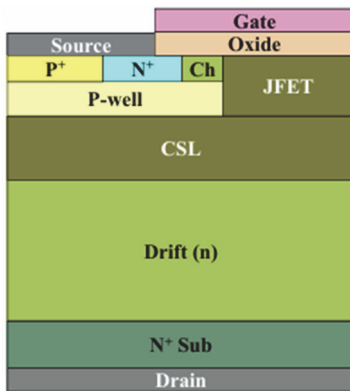 Gate
Source
Oxide
P⁺
N⁺
Ch
JFET
P-well
CSL
Drift (n)
N⁺ Sub
Drain